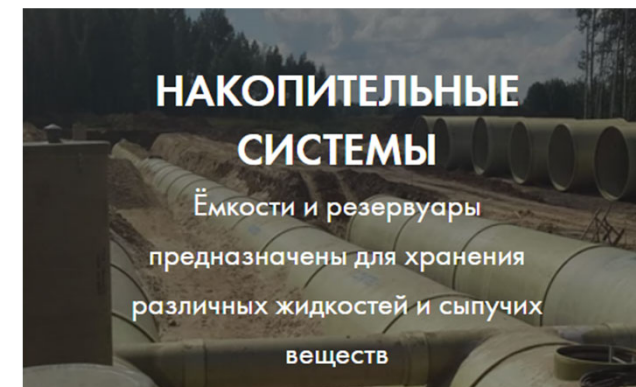 НАКОПИТЕЛЬНЫЕ
СИСТЕМЫ
Ёмкости и резервуары
предназначены для хранения
различных жидкостей и сыпучих
веществ